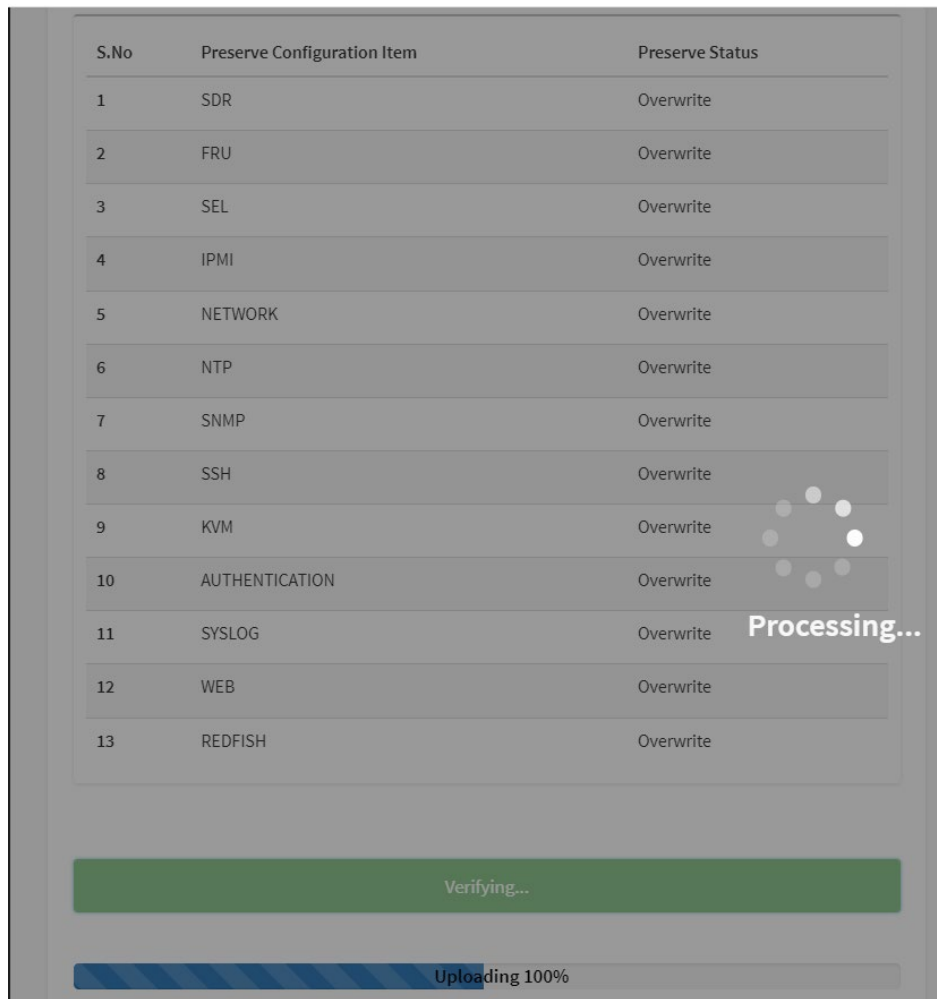 S.No Preserve Configuration Item Preserve Status
1 SDR Overwrite
2 FRU Overwrite
3 SEL Overwrite
4 IPMI Overwrite
5 NETWORK Overwrite
6 NTP Overwrite
7 SNMP Overwrite
8 SSH Overwrite
9 KVM Overwrite
10 AUTHENTICATION Overwrite
11 SYSLOG Overwrite
Processing...
12 WEB Overwrite
13 REDFISH Overwrite
Verifying...
Uploading 100%